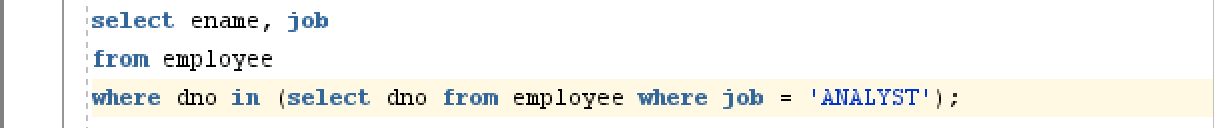 select ename, job
from employee
where dno in (select dno from employee where job = 'ANALYST');